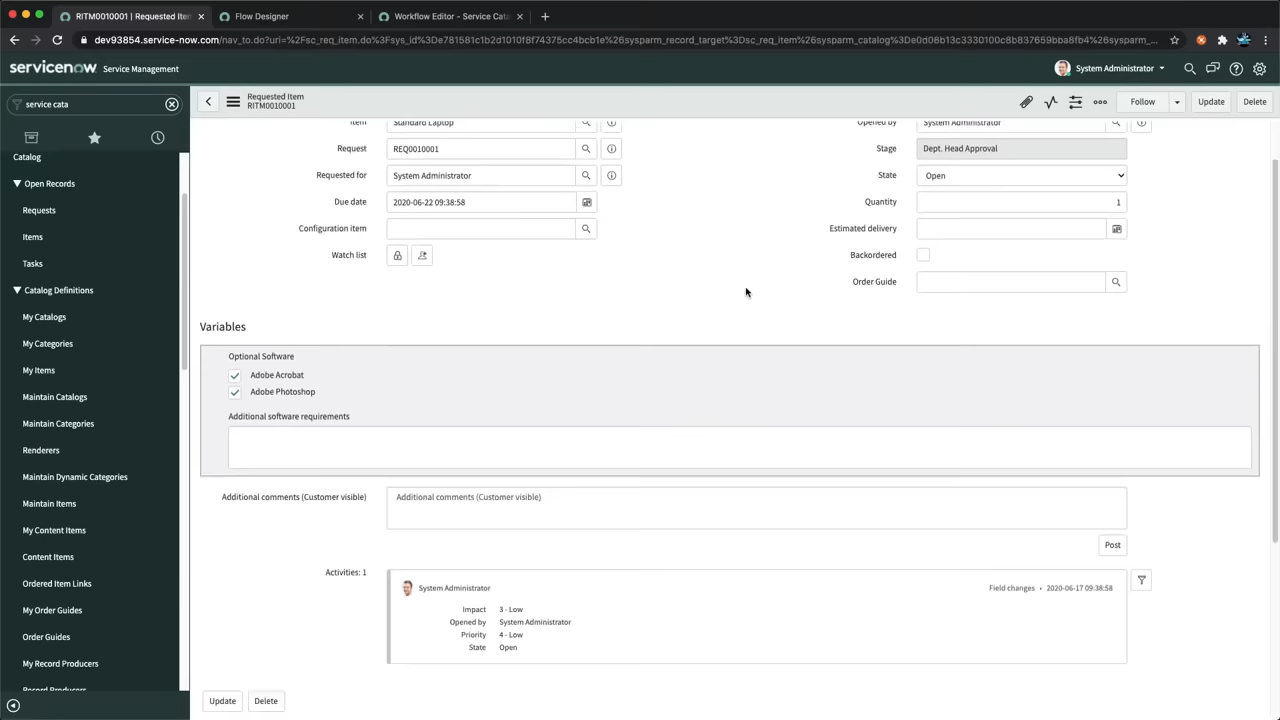 RITM0010001 | Requested Item
Flow Designer
Workflow Editor - Service Cata
dev93854.service-now.com/nav_to.do?uri=%2Fsc_req_item.do%3Fsys_id%3De781581c1b2d1010f8f74375cc4bcb1e%26sysparm_record_target%3Dsc_req_item%26sysparm_catalog%3De0d08b13c3330100c8b837659bba8fb4%26sysparm_...
servicenow Service Management
System Administrator
service cata
Requested Item
RITM0010001
Follow
Update
Delete
Catalog
Open Records
Requests
Items
Tasks
Catalog Definitions
My Catalogs
My Categories
My Items
Maintain Catalogs
Maintain Categories
Renderers
Maintain Dynamic Categories
Maintain Items
My Content Items
Content Items
Ordered Item Links
My Order Guides
Order Guides
My Record Producers
Record Producers
Item Standard Laptop
Request REQ0010001
Requested for System Administrator
Due date 2020-06-22 09:38:58
Configuration item
Watch list
Opened by System Administrator
Stage Dept. Head Approval
State Open
Quantity 1
Estimated delivery
Backordered
Order Guide
Variables
Optional Software
Adobe Acrobat
Adobe Photoshop
Additional software requirements
Additional comments (Customer visible) Additional comments (Customer visible)
Post
Activities: 1
System Administrator Field changes • 2020-06-17 09:38:58
Impact 3 - Low
Opened by System Administrator
Priority 4 - Low
State Open
Update Delete